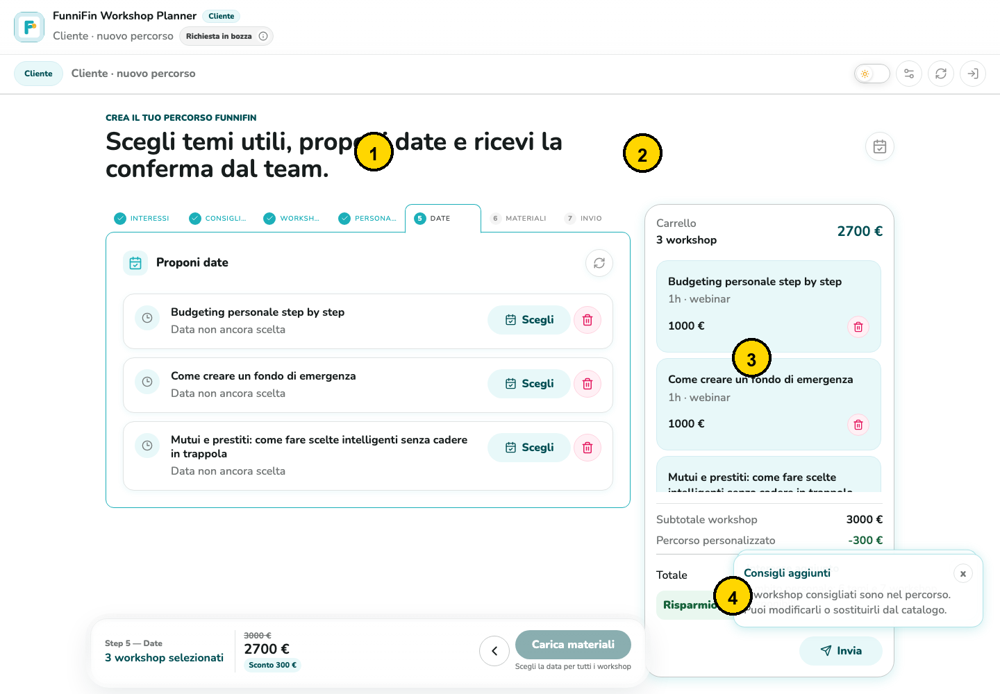 FunniFin Workshop Planner Cliente
Cliente · nuovo percorso Richiesta in bozza
Cliente Cliente · nuovo percorso
CREA IL TUO PERCORSO FUNNIFIN
Scegli temi utili, date e ricevi la
conferma dal team.
1
2
INTERESSI CONSIGLI... WORKSH... PERSONA... 5 DATE 6 MATERIALI 7 INVIO
Proponi date
Budgeting personale step by step
Data non ancora scelta
Scegli
Come creare un fondo di emergenza
Data non ancora scelta
Scegli
Mutui e prestiti: come fare scelte intelligenti senza cadere
in trappola
Data non ancora scelta
Scegli
Carrello
3 workshop
2700 €
Budgeting personale step by step
1h · webinar
1000 €
3
Come creare un fondo di emergenza
1h · webinar
1000 €
Mutui e prestiti: come fare scelte
intelligenti senza cadere in trappola
Subtotale workshop 3000 €
Percorso personalizzato -300 €
Totale
Risparmio
4
Consigli aggiunti
x
workshop consigliati sono nel percorso.
Puoi modificarli o sostituirli dal catalogo.
Invia
Step 5 — Date
3 workshop selezionati
3000 €
2700 €
Sconto 300 €
Carica materiali
Scegli la data per tutti i workshop